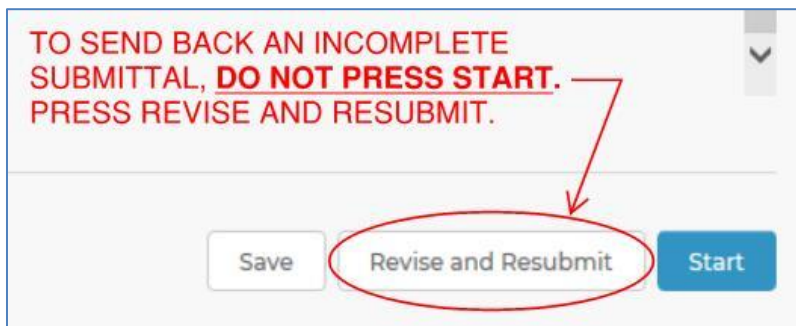 TO SEND BACK AN INCOMPLETE
SUBMITTAL, DO NOT PRESS START.
PRESS REVISE AND RESUBMIT.
Save Revise and Resubmit Start